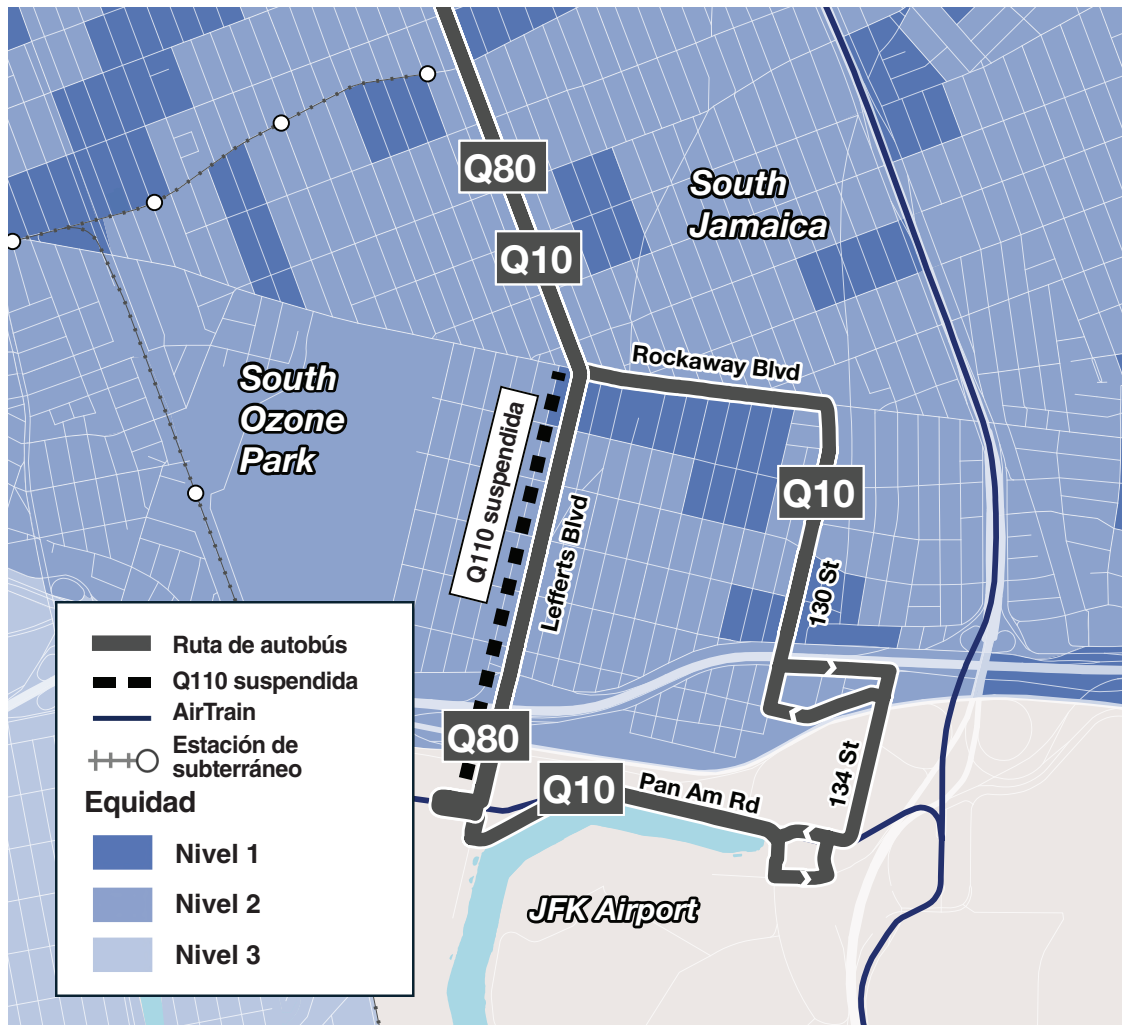 Q80
South
Jamaica
Q10
Rockaway Blvd
South
Ozone
Park
Q110 suspendida
Q10
Lefferts Blvd
130 St
Ruta de autobús
Q110 suspendida
AirTrain
Estación de
subterráneo
Equidad
Nivel 1
Nivel 2
Nivel 3
Q80
Q10
Pan Am Rd
134 St
JFK Airport